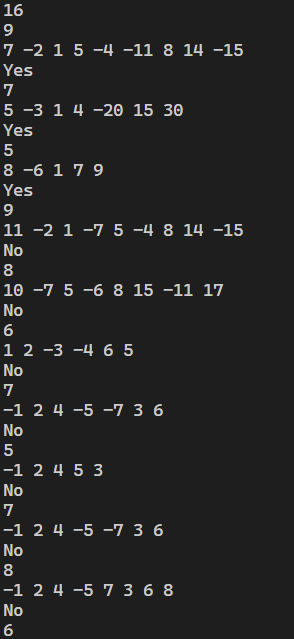 16
9
7 -2 1 5 -4 -11 8 14 -15
Yes
7
5 -3 1 4 -20 15 30
Yes
5
8 -6 1 7 9
Yes
9
11 -2 1 -7 5 -4 8 14 -15
No
8
10 -7 5 -6 8 15 -11 17
No
6
1 2 -3 -4 6 5
No
7
-1 2 4 -5 -7 3 6
No
5
-1 2 4 5 3
No
7
-1 2 4 -5 -7 3 6
No
8
-1 2 4 -5 7 3 6 8
No
6